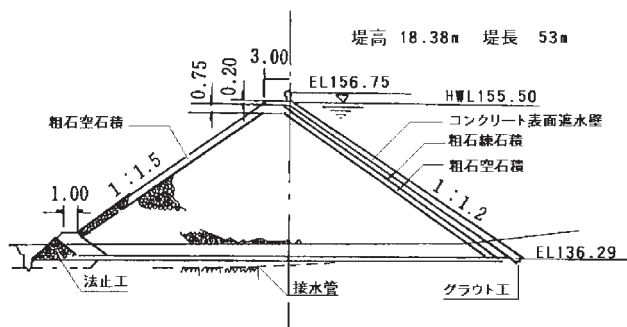 堤高 18.38m 堤長 53m
3.00
0.75
0.20
EL156.75
HWL155.50
コンクリート表面遮水壁
粗石練石積
粗石空石積
粗石空石積
1:1.5
1:1.2
1.00
EL136.29
法止工
接水管
グラウト工